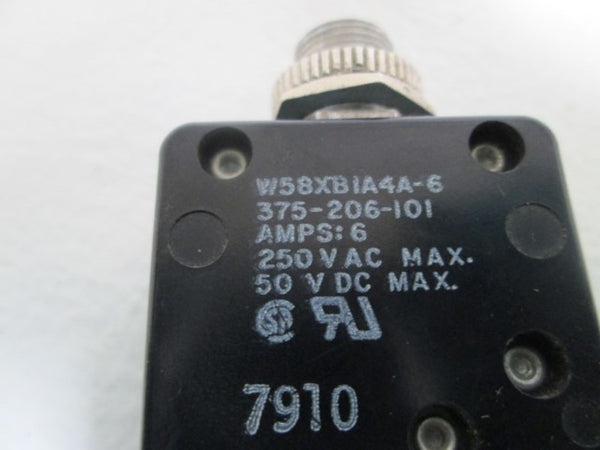 W58XB1A4A-6
375-206-101
AMPS: 6
250 VAC MAX.
50 V DC MAX.
7910